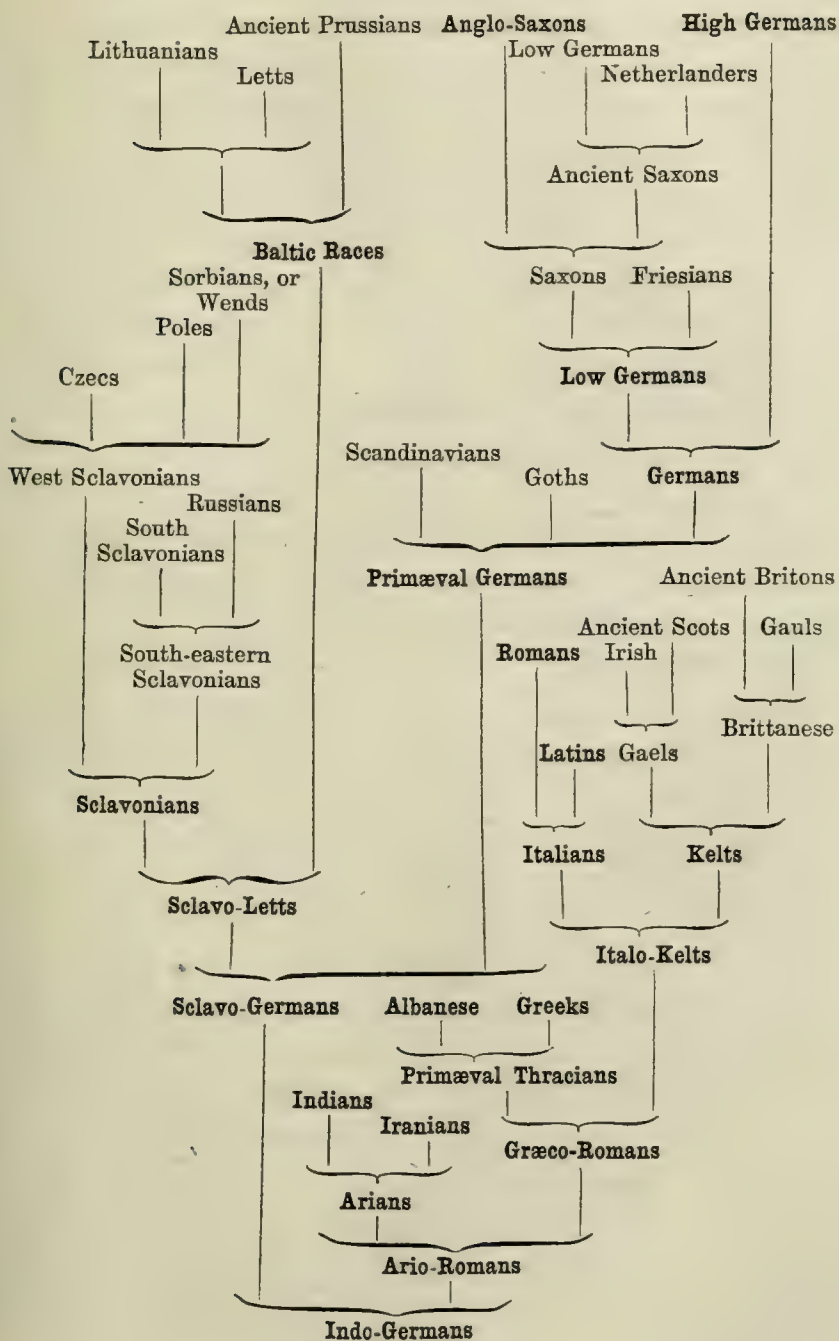 Ancient Prussians
Anglo-Saxons
High Germans
Lithuanians
Low Germans
Letts
Netherlanders
Ancient Saxons
Baltic Races
Sorbians, or
Wends
Saxons
Friesians
Poles
Czecs
Low Germans
Scandinavians
West Sclavonians
Goths
Germans
Russians
South
Sclavonians
Primæval Germans
Ancient Britons
Ancient Scots
Gauls
Romans
Irish
South-eastern
Sclavonians
Brittanese
Latins
Gaels
Sclavonians
Italians
Kelts
Sclavo-Letts
Italo-Kelts
Sclavo-Germans
Albanese
Greeks
Primæval Thracians
Indians
Iranians
Græco-Romans
Arians
Ario-Romans
Indo-Germans